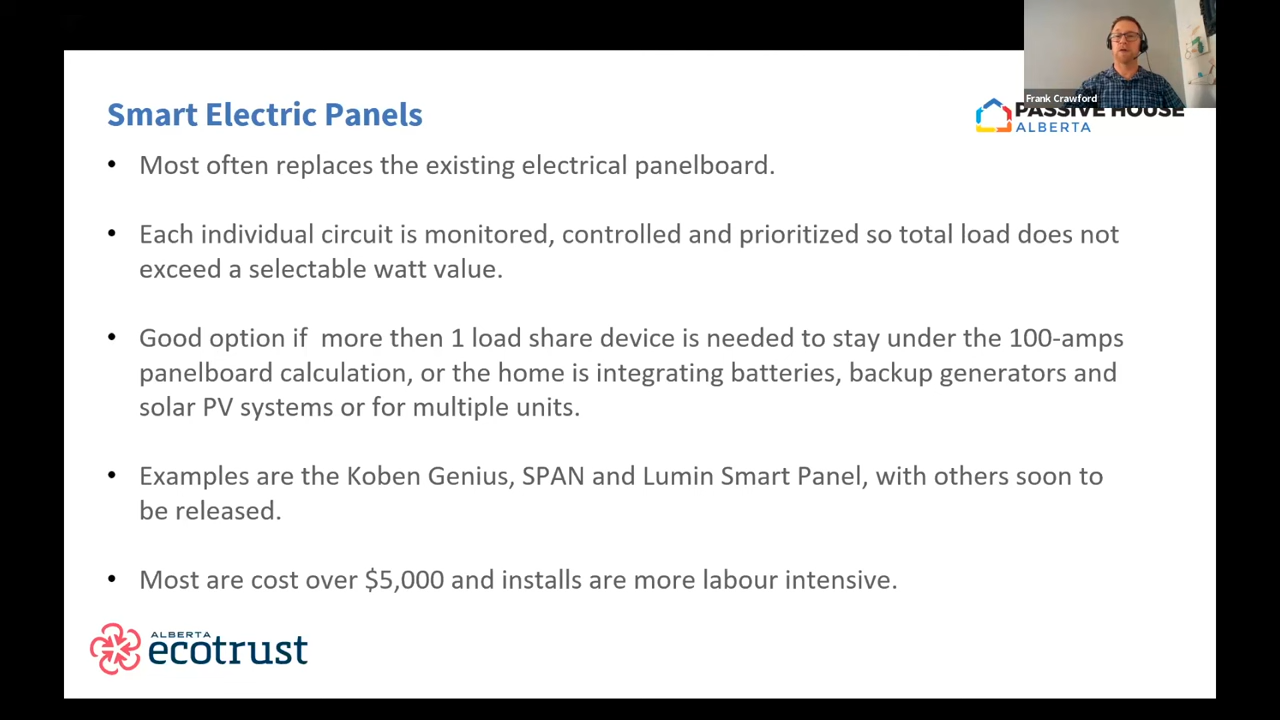 Frank Crawford
Smart Electric Panels
PASSIVE HOUSE
ALBERTA
• Most often replaces the existing electrical panelboard.
• Each individual circuit is monitored, controlled and prioritized so total load does not
exceed a selectable watt value.
• Good option if  more then 1 load share device is needed to stay under the 100-amps
panelboard calculation, or the home is integrating batteries, backup generators and
solar PV systems or for multiple units.
• Examples are the Koben Genius, SPAN and Lumin Smart Panel, with others soon to
be released.
• Most are cost over $5,000 and installs are more labour intensive.
ALBERTA
ecotrust